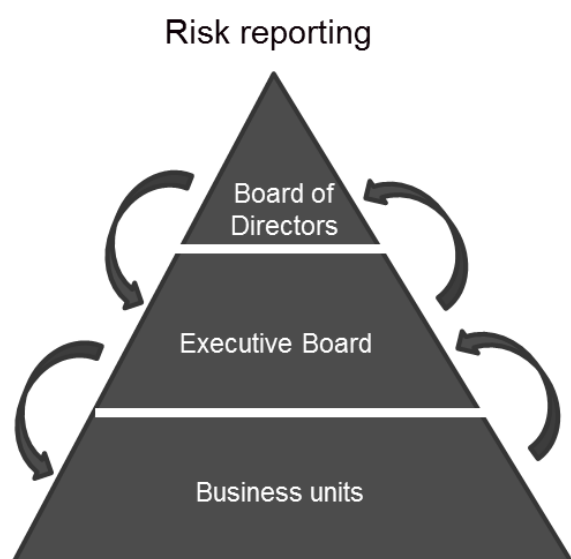 Risk reporting
Board of
Directors
Executive Board
Business units